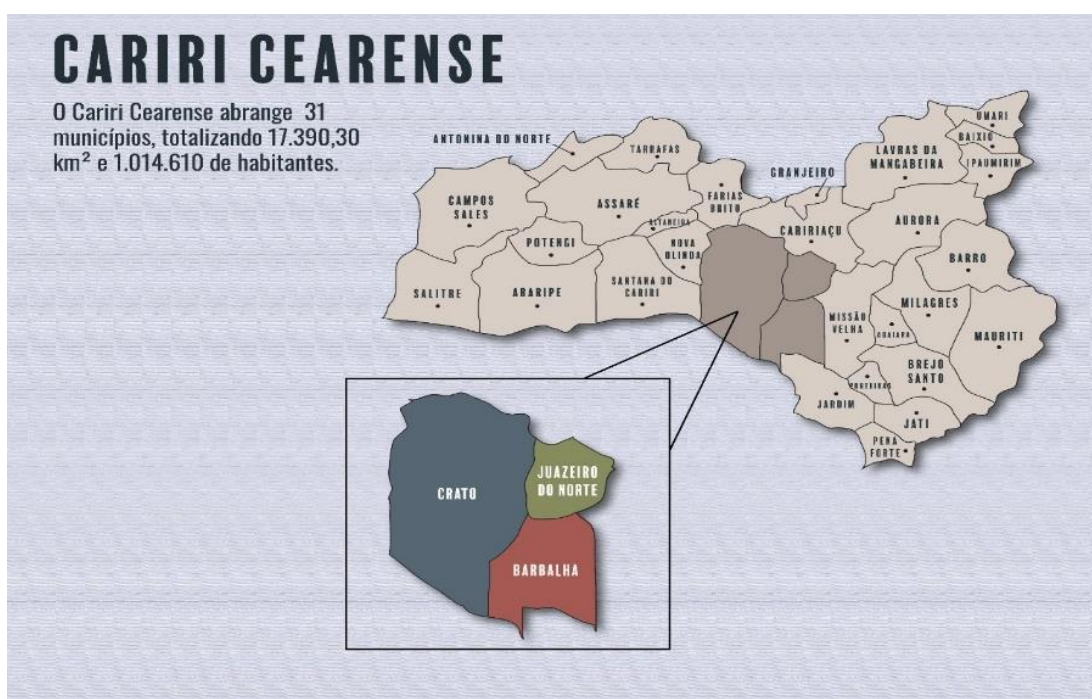 CARIRI CEARENSE
O Cariri Cearense abrange 31
municípios, totalizando 17.390,30
km² e 1.014.610 de habitantes.
UMARI
BAIXIO
IPAUMIRIM
ANTONINA DO NORTE
TARRAFAS
LAVRAS DA
MANGABEIRA
GRANJEIRO
CAMPOS
SALES
ASSARÉ
FARIAS
BRITO
ALTANEIRA
CARIRIAÇU
AURORA
POTENGI
NOVA
OLINDA
BARRO
SALITRE
ARARIPE
SANTANA DO
CARIRI
MISSÃO
VELHA
MILAGRES
MAURITI
BREJO
SANTO
PORTEIRAS
JARDIM
JATI
PENA
FORTE
CRATO
JUAZEIRO
DO NORTE
BARBALHA